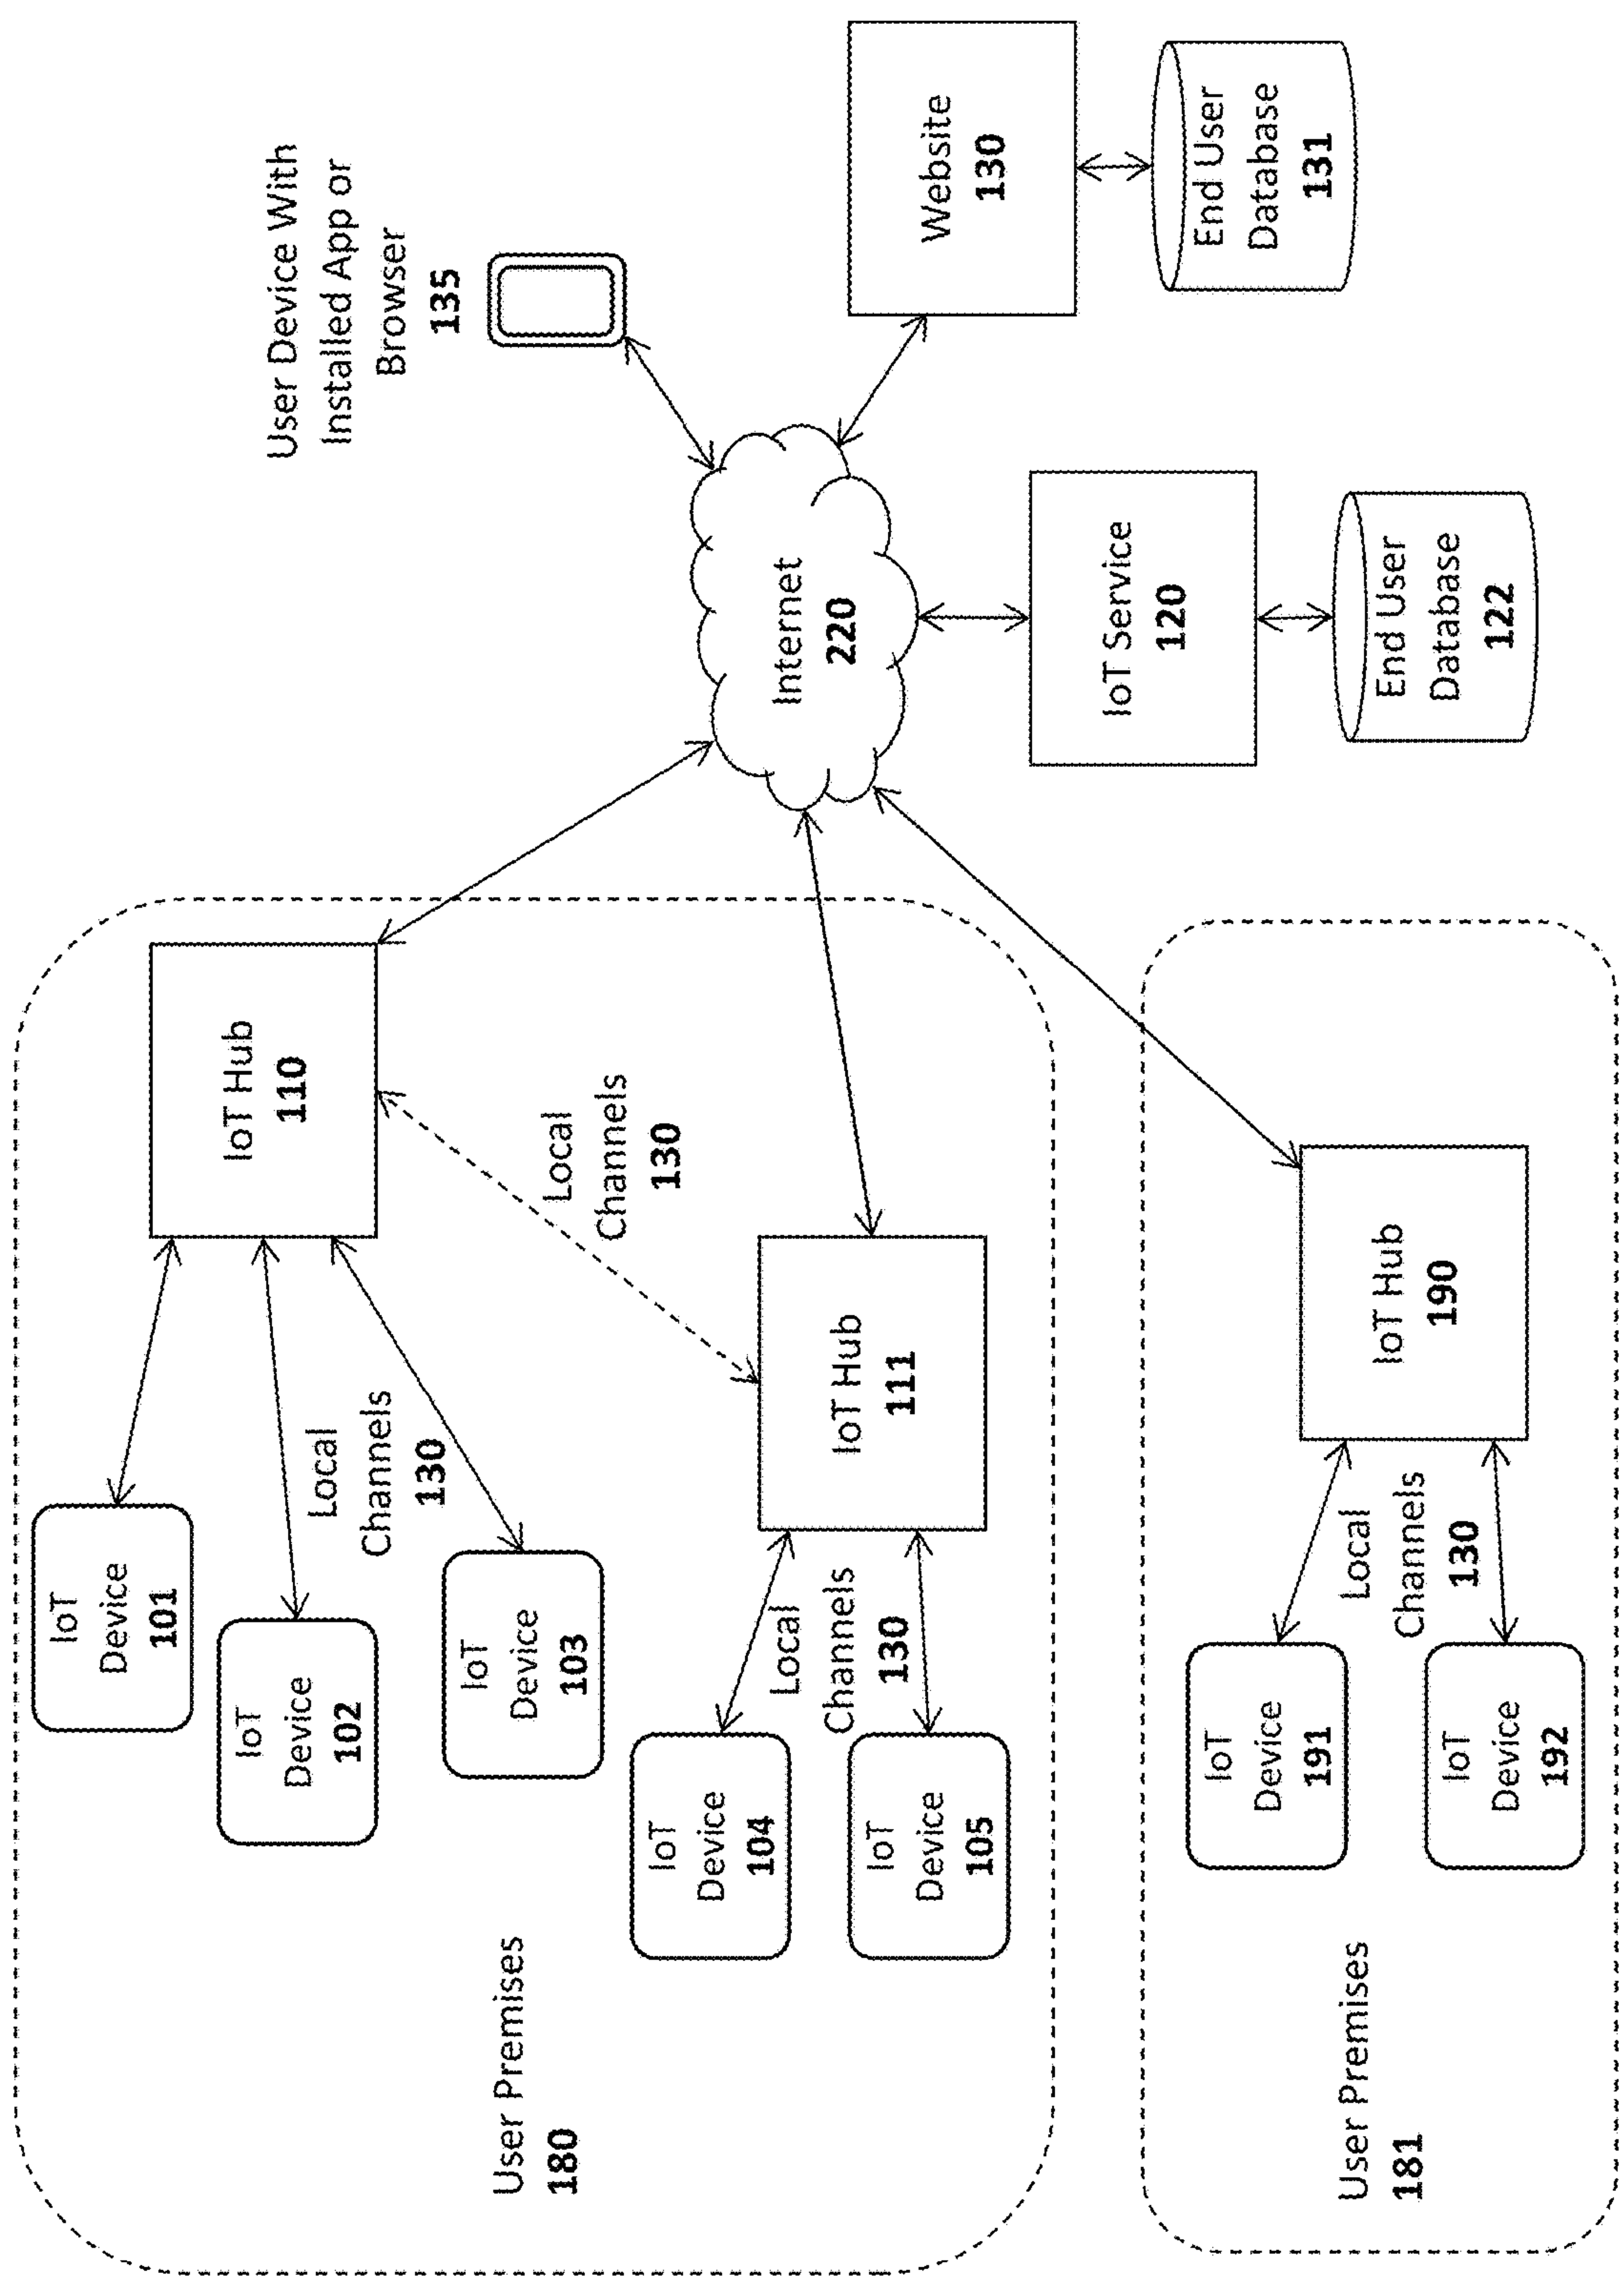 User Premises
180
IoT
Device
101
IoT
Device
102
IoT
Device
103
Local
Channels
130
IoT Hub
110
Local
Channels
130
IoT
Device
104
IoT
Device
105
Local
Channels
130
IoT Hub
111
User Premises
181
IoT
Device
191
IoT
Device
192
Local
Channels
130
IoT Hub
190
Internet
220
User Device With
Installed App or
Browser
135
Website
130
End User
Database
131
IoT Service
120
End User
Database
122